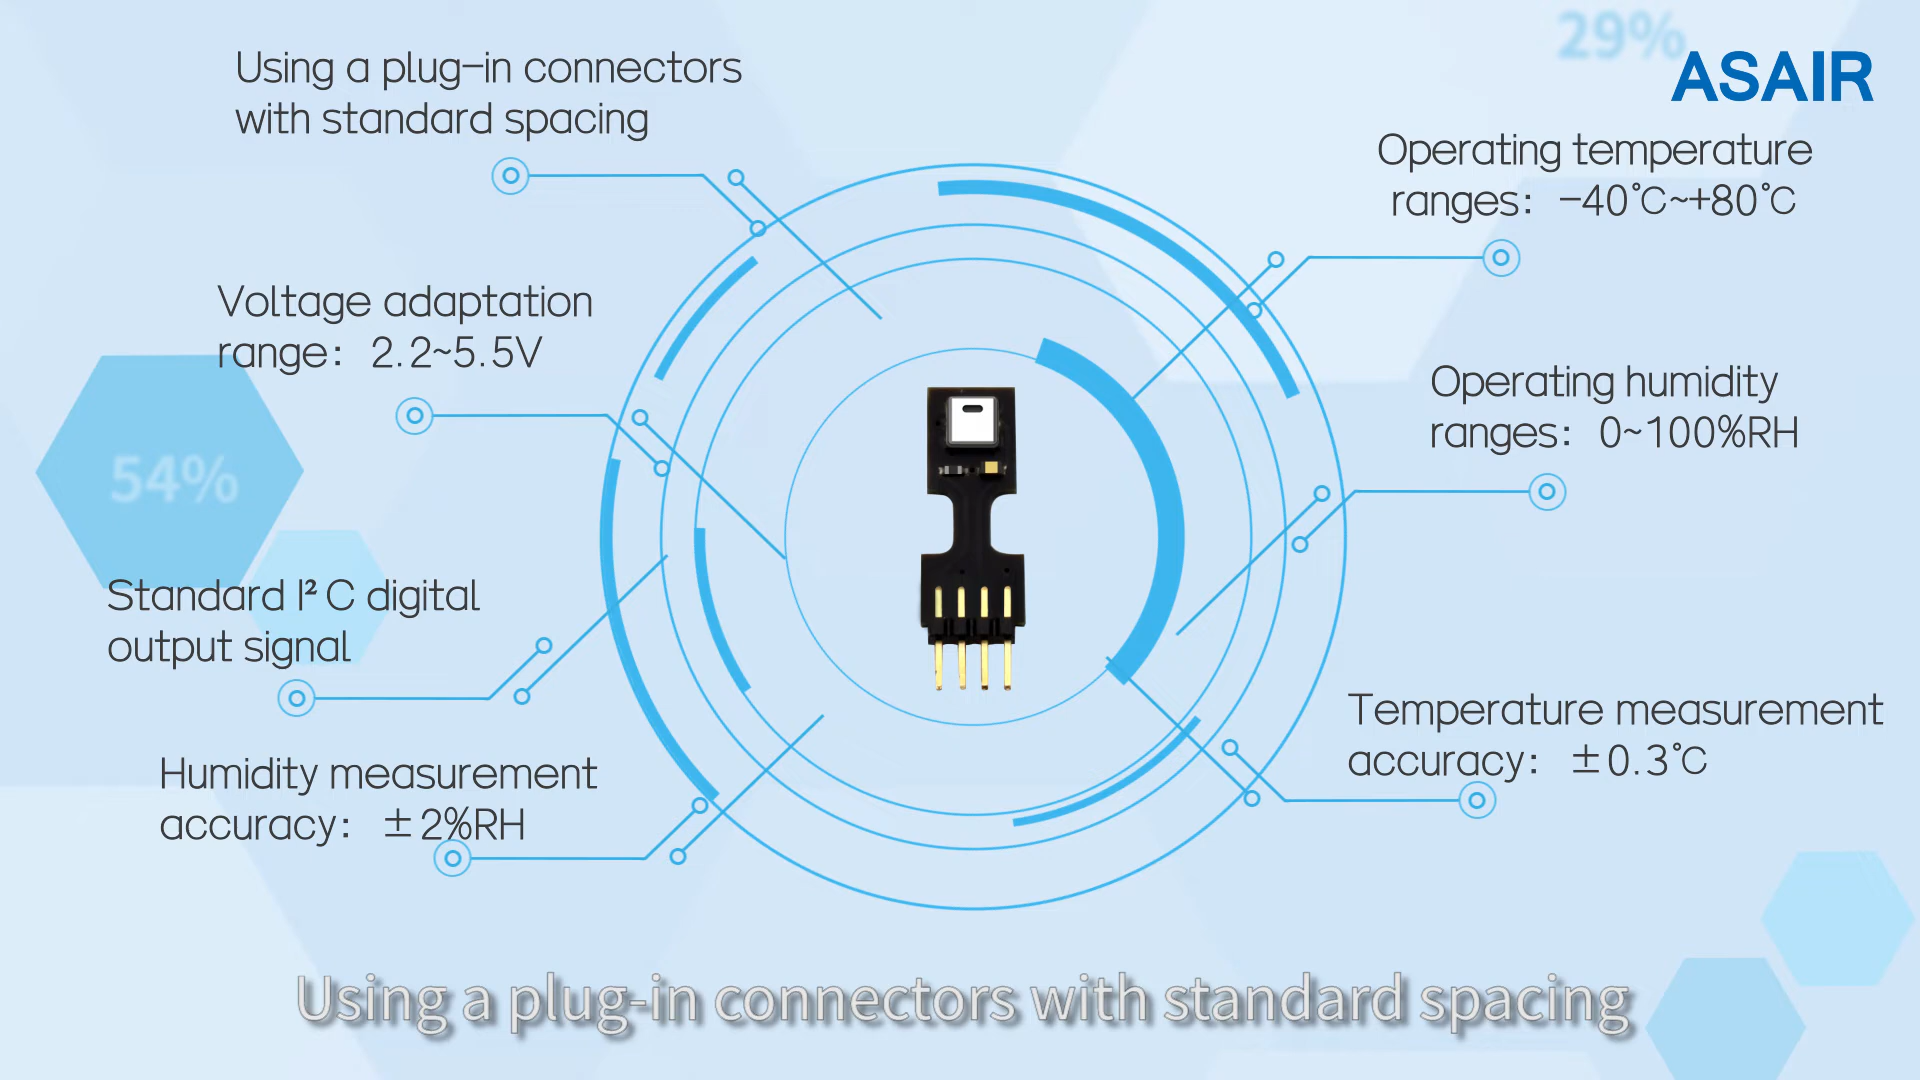 29%
ASAIR
Using a plug-in connectors
with standard spacing
Operating temperature
ranges: -40℃~+80℃
Voltage adaptation
range: 2.2~5.5V
Operating humidity
ranges: 0~100%RH
54%
Standard I² C digital
output signal
Temperature measurement
accuracy: ±0.3℃
Humidity measurement
accuracy: ±2%RH
Using a plug-in connectors with standard spacing